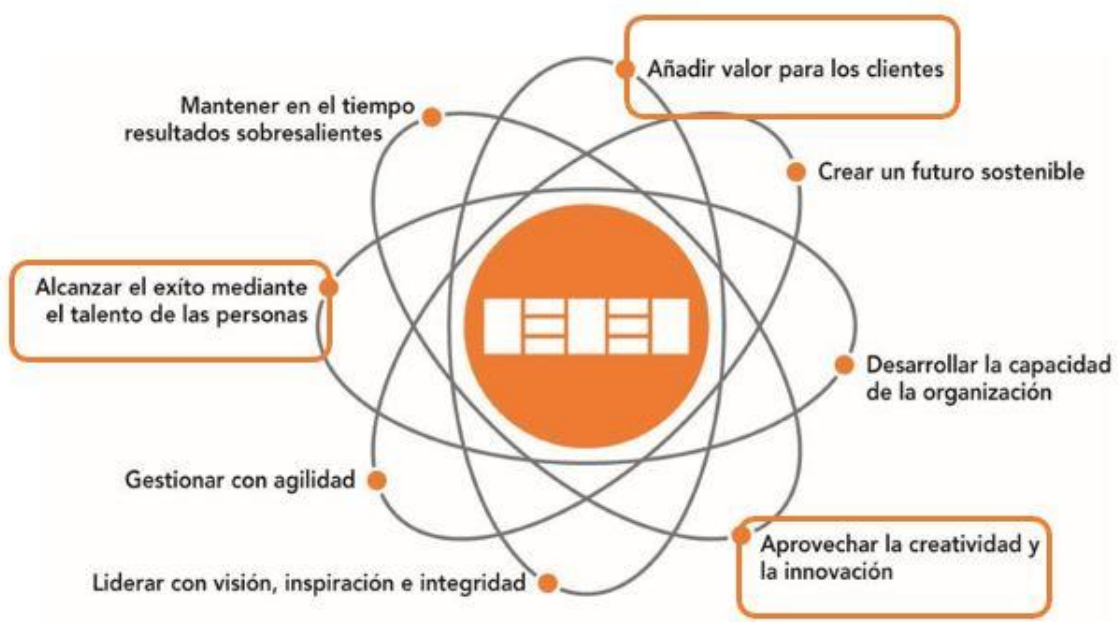 Añadir valor para los clientes
Mantener en el tiempo
resultados sobresalientes
Crear un futuro sostenible
Alcanzar el exíto mediante
el talento de las personas
Desarrollar la capacidad
de la organización
Gestionar con agilidad
Aprovechar la creatividad y
la innovación
Liderar con visión, inspiración e integridad